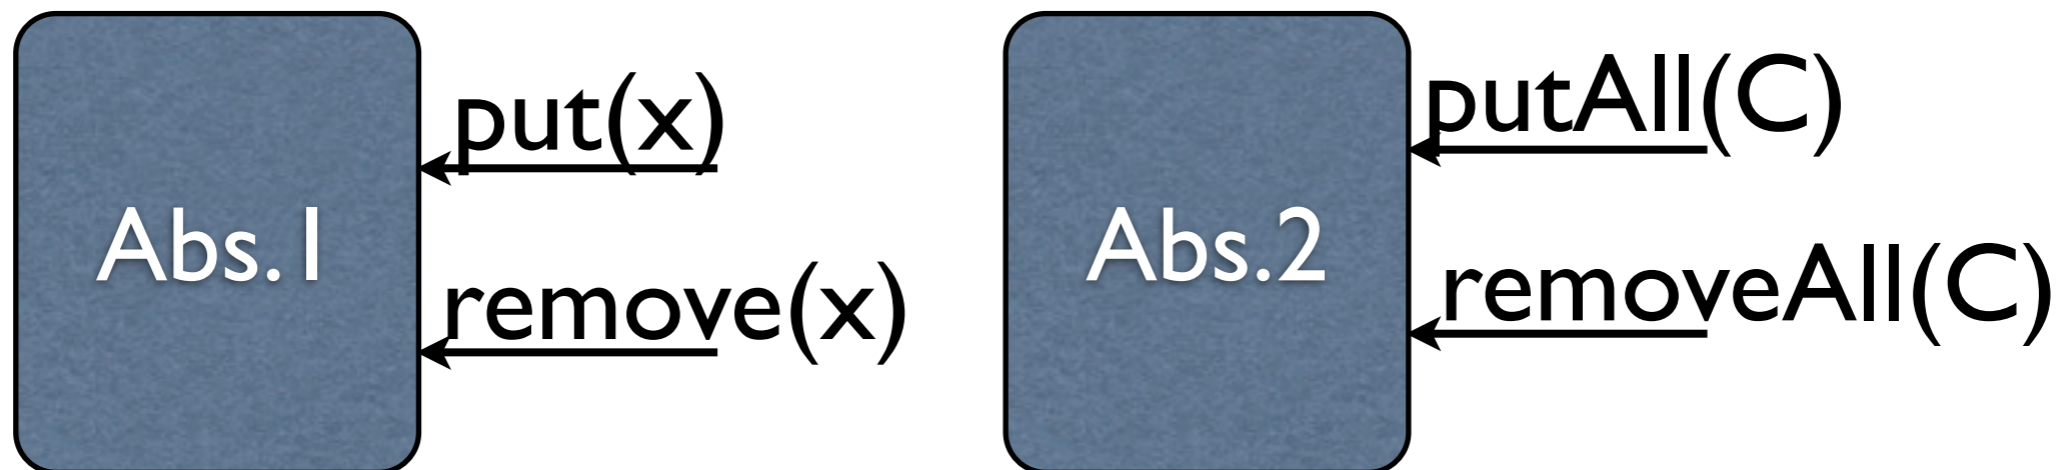 put(x)
Abs.1
remove(x)
putAll(C)
Abs.2
removeAll(C)